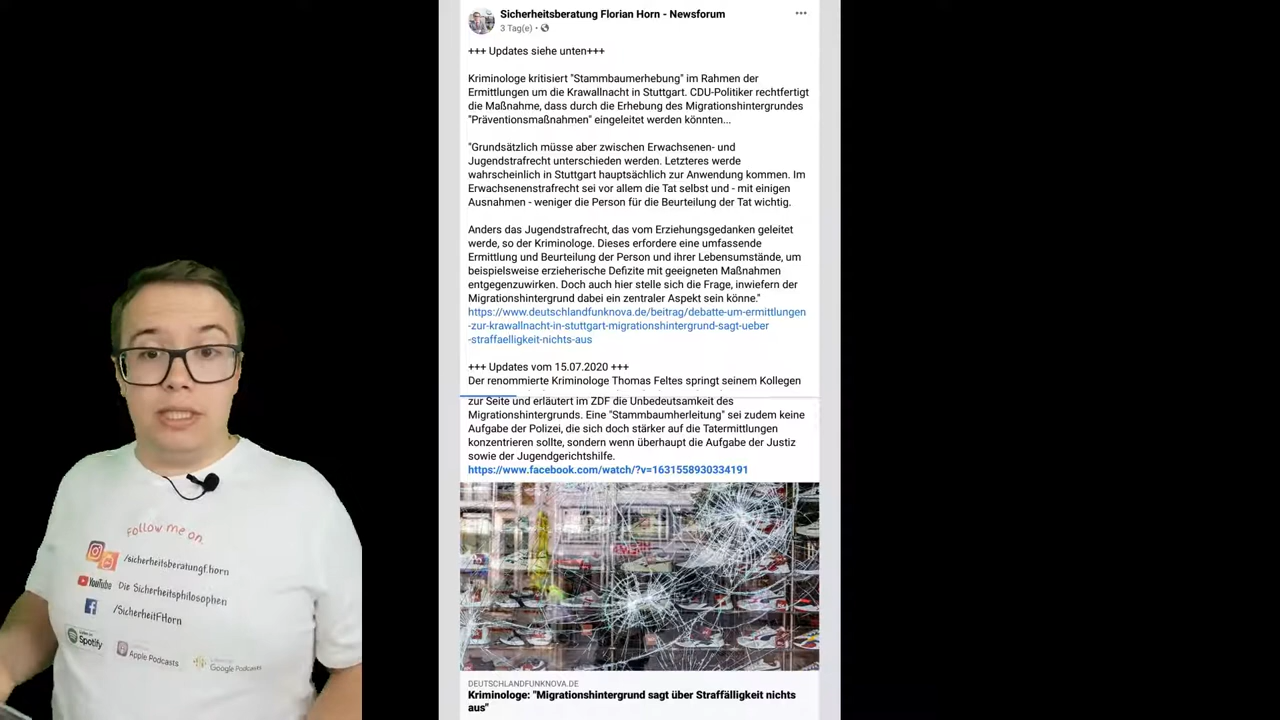 Sicherheitsberatung Florian Horn - Newsforum
3 Tag(e) •
+++ Updates siehe unten+++
Kriminologe kritisiert "Stammbaumerhebung" im Rahmen der
Ermittlungen um die Krawallnacht in Stuttgart. CDU-Politiker rechtfertigt
die Maßnahme, dass durch die Erhebung des Migrationshintergrundes
"Präventionsmaßnahmen" eingeleitet werden könnten...
"Grundsätzlich müsse aber zwischen Erwachsenen- und
Jugendstrafrecht unterschieden werden. Letzteres werde
wahrscheinlich in Stuttgart hauptsächlich zur Anwendung kommen. Im
Erwachsenenstrafrecht sei vor allem die Tat selbst und - mit einigen
Ausnahmen - weniger die Person für die Beurteilung der Tat wichtig.
Anders das Jugendstrafrecht, das vom Erziehungsgedanken geleitet
werde, so der Kriminologe. Dieses erfordere eine umfassende
Ermittlung und Beurteilung der Person und ihrer Lebensumstände, um
beispielsweise erzieherische Defizite mit geeigneten Maßnahmen
entgegenzuwirken. Doch auch hier stelle sich die Frage, inwiefern der
Migrationshintergrund dabei ein zentraler Aspekt sein könne."
https://www.deutschlandfunknova.de/beitrag/debatte-um-ermittlungen
-zur-krawallnacht-in-stuttgart-migrationshintergrund-sagt-ueber
-straffaelligkeit-nichts-aus
+++ Updates vom 15.07.2020 +++
Der renommierte Kriminologe Thomas Feltes springt seinem Kollegen
zur Seite und erläutert im ZDF die Unbedeutsamkeit des
Migrationshintergrunds. Eine "Stammbaumherleitung" sei zudem keine
Aufgabe der Polizei, die sich doch stärker auf die Tatermittlungen
konzentrieren sollte, sondern wenn überhaupt die Aufgabe der Justiz
sowie der Jugendgerichtshilfe.
https://www.facebook.com/watch/?v=1631558930334191
DEUTSCHLANDFUNKNOVA.DE
Kriminologe: "Migrationshintergrund sagt über Straffälligkeit nichts
aus"
Follow me on
/sicherheitsberatungf.horn
YouTube Die Sicherheitsphilosophen
/SicherheitFHorn
Spotify
Apple Podcasts
Google Podcasts